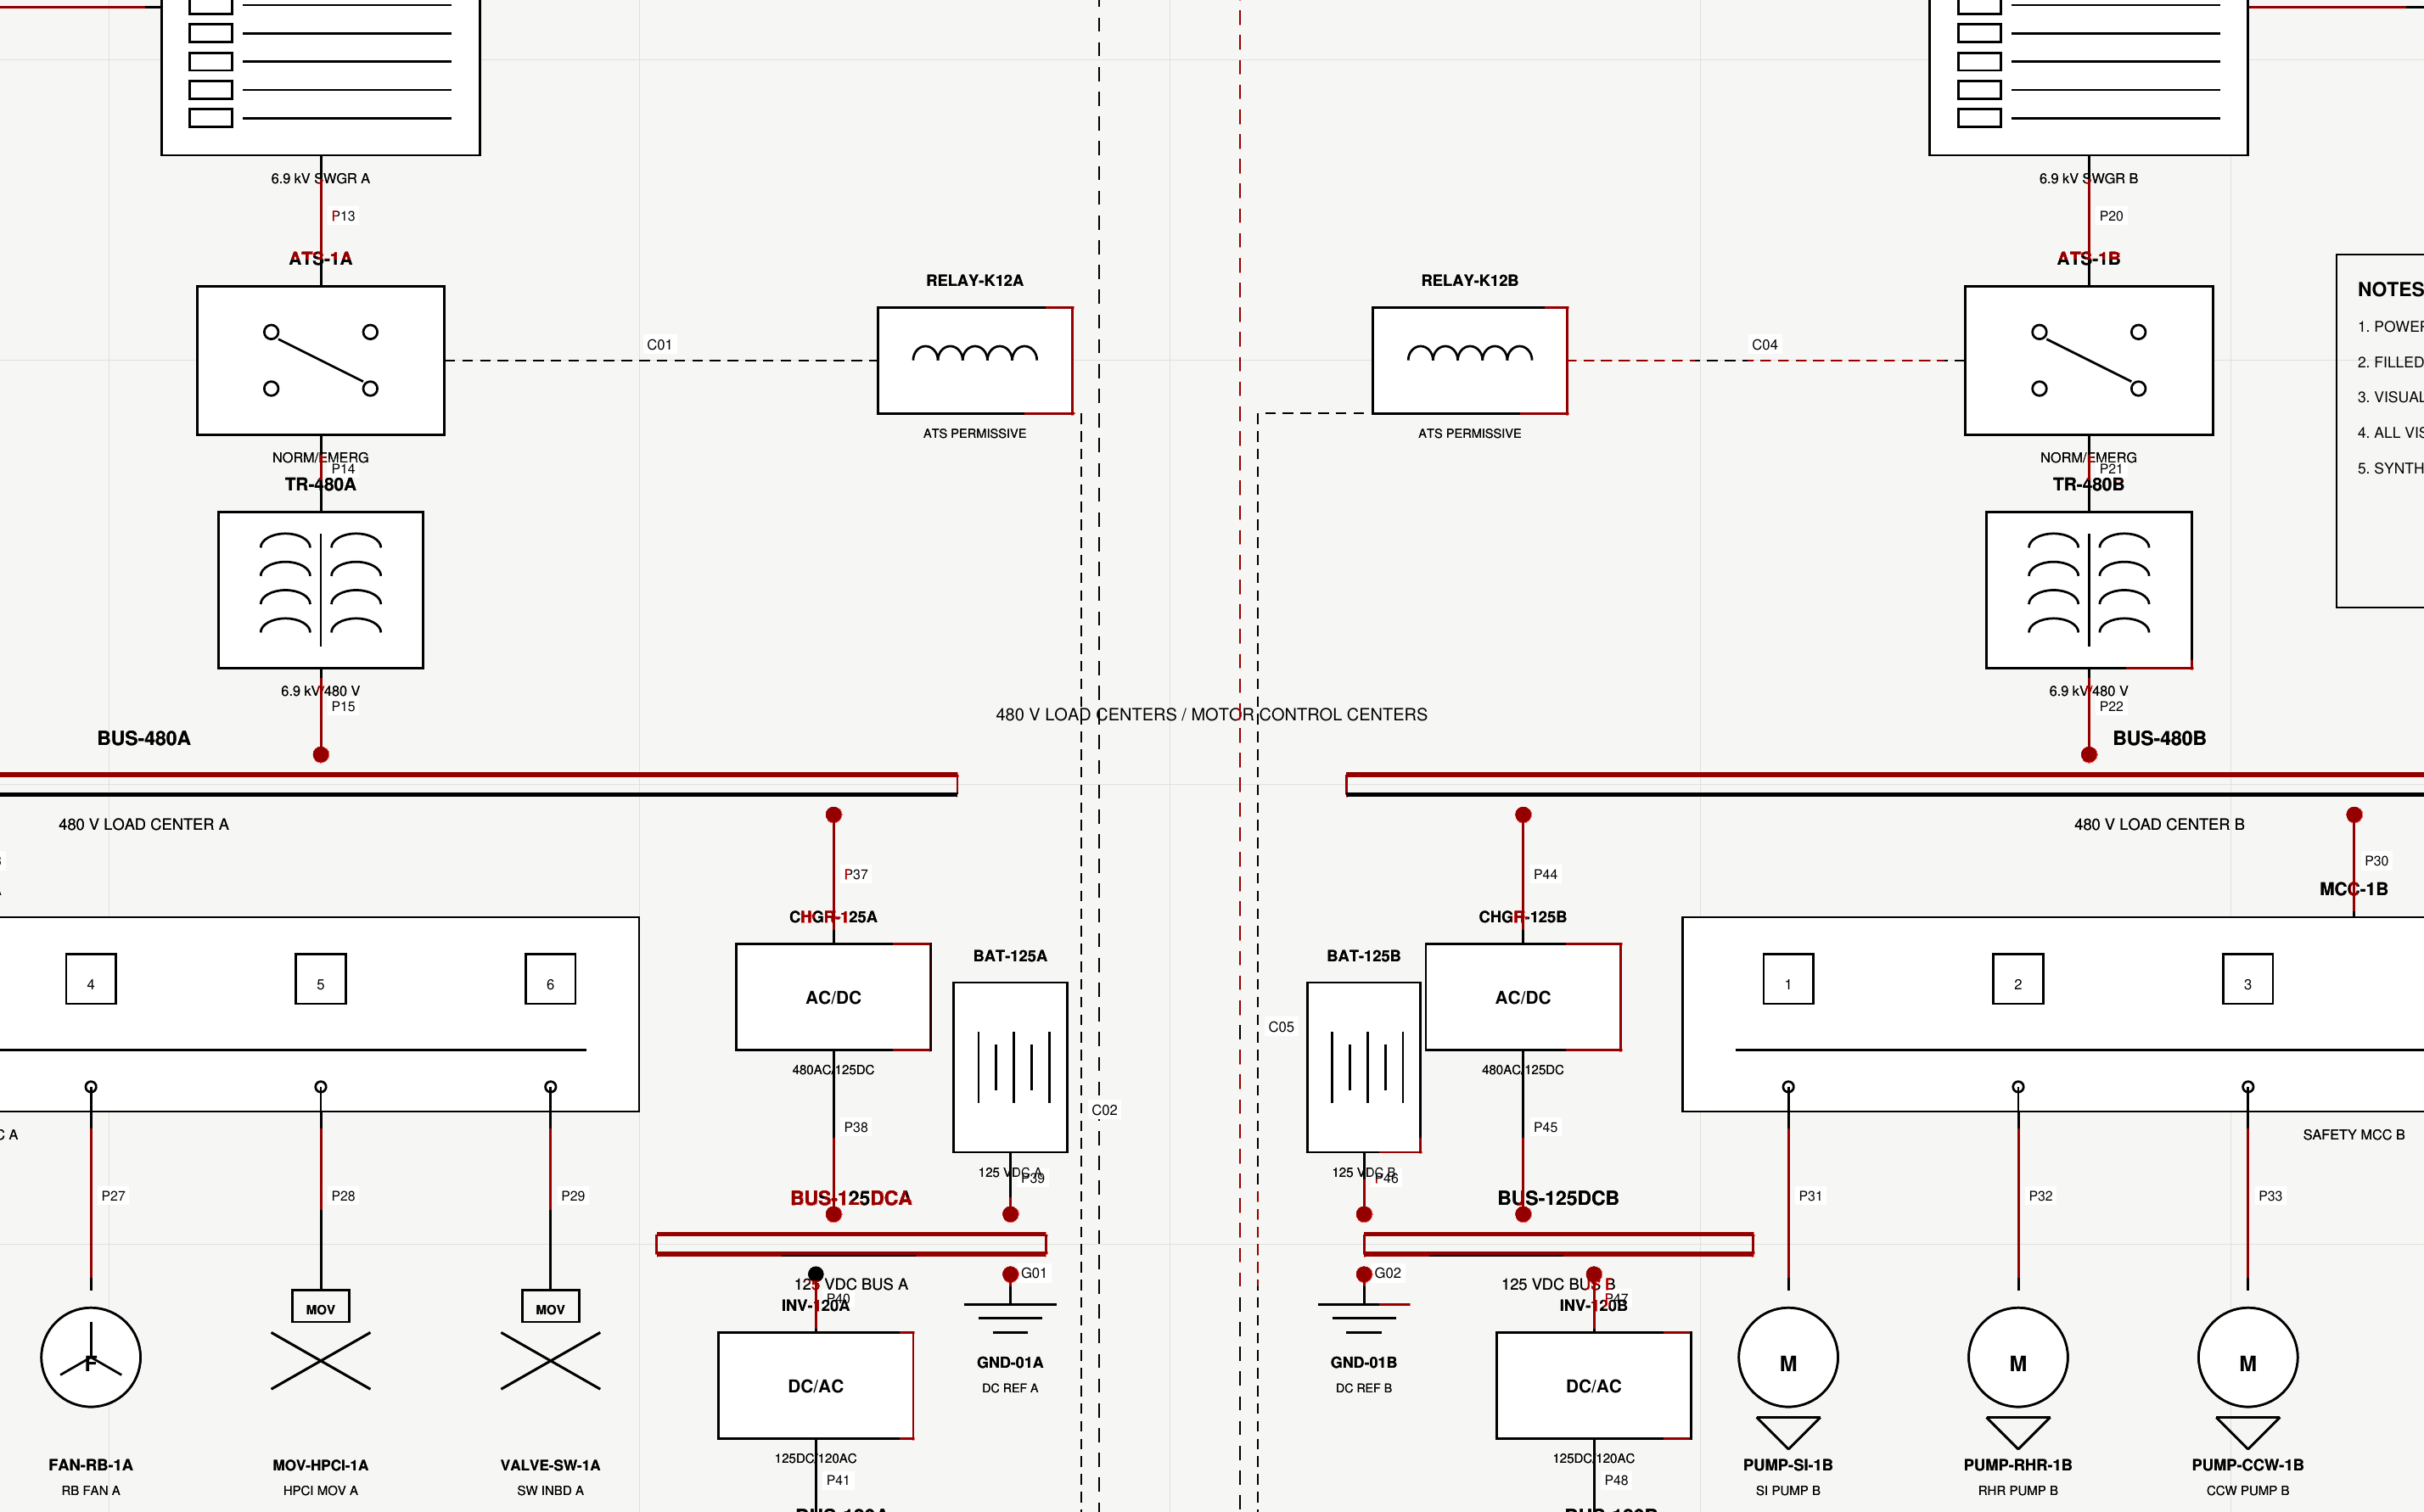 6.9 kV SWGR A
6.9 kV SWGR B
P13
P20
ATS-1A
ATS-1B
RELAY-K12A
RELAY-K12B
NOTES
1. POWER
2. FILLED
3. VISUAL
4. ALL VIS
5. SYNTH
C01
C04
ATS PERMISSIVE
ATS PERMISSIVE
NORM/EMERG
NORM/EMERG
P14
P21
TR-480A
TR-480B
6.9 kV/480 V
6.9 kV/480 V
P15
P22
480 V LOAD CENTERS / MOTOR CONTROL CENTERS
BUS-480A
BUS-480B
480 V LOAD CENTER A
480 V LOAD CENTER B
P37
P44
P30
MCC-1B
CHGR-125A
CHGR-125B
BAT-125A
BAT-125B
4
5
6
AC/DC
AC/DC
1
2
3
C05
480AC/125DC
480AC/125DC
C02
P38
P45
C A
SAFETY MCC B
125 VDC A
125 VDC B
P39
P46
P27
P28
P29
BUS-125DCA
BUS-125DCB
P31
P32
P33
G01
G02
125 VDC BUS A
125 VDC BUS B
P40
P47
INV-120A
INV-120B
MOV
MOV
F
GND-01A
GND-01B
M
M
M
DC/AC
DC/AC
DC REF A
DC REF B
125DC/120AC
125DC/120AC
FAN-RB-1A
MOV-HPCI-1A
VALVE-SW-1A
P41
P48
PUMP-SI-1B
PUMP-RHR-1B
PUMP-CCW-1B
RB FAN A
HPCI MOV A
SW INBD A
SI PUMP B
RHR PUMP B
CCW PUMP B